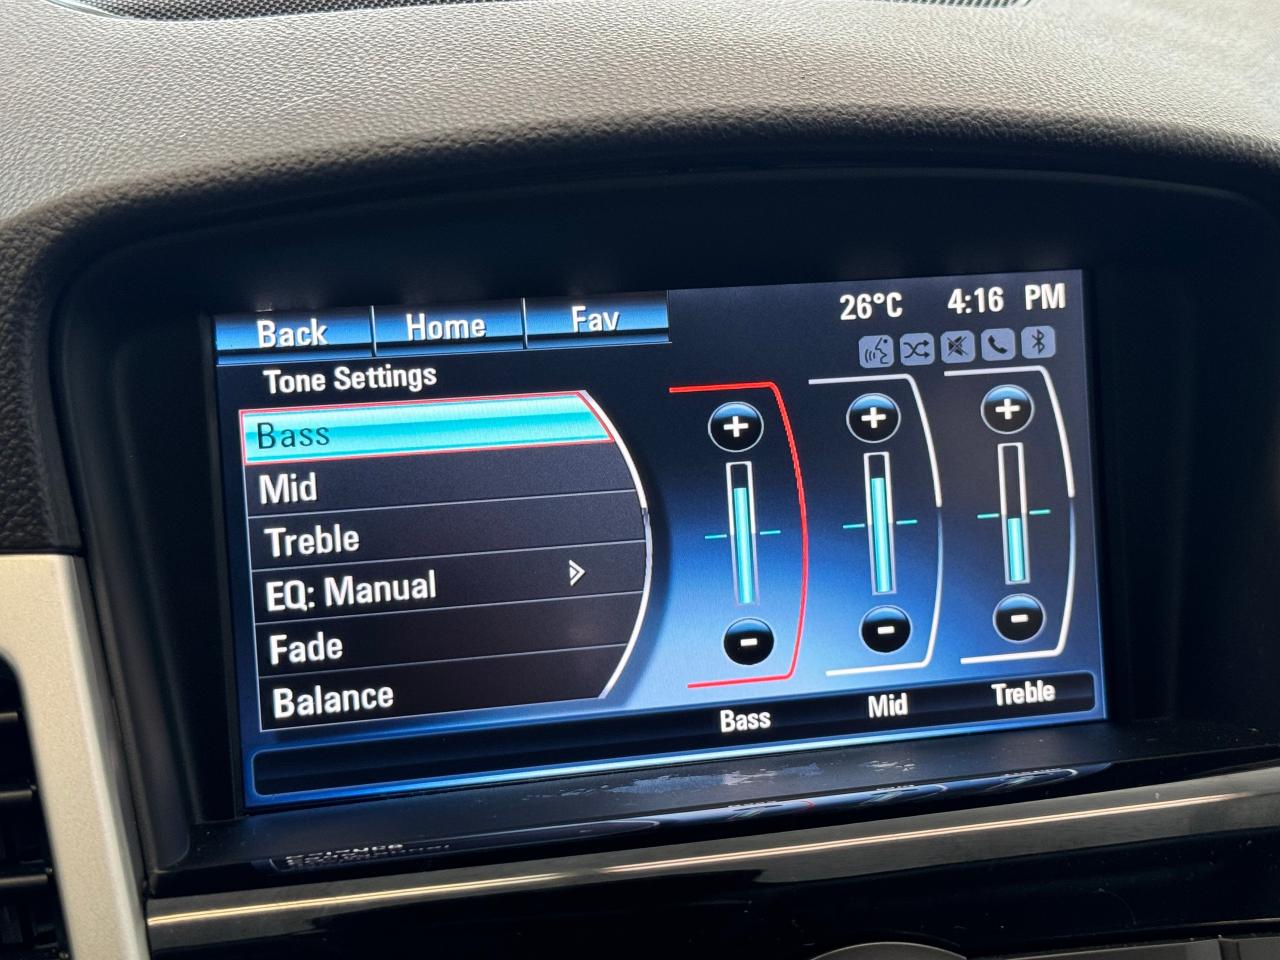 Back Home Fav 26°C 4:16 PM
Tone Settings
Bass
Mid
Treble
EQ: Manual
Fade
Balance
+ + +
- - -
Bass Mid Treble